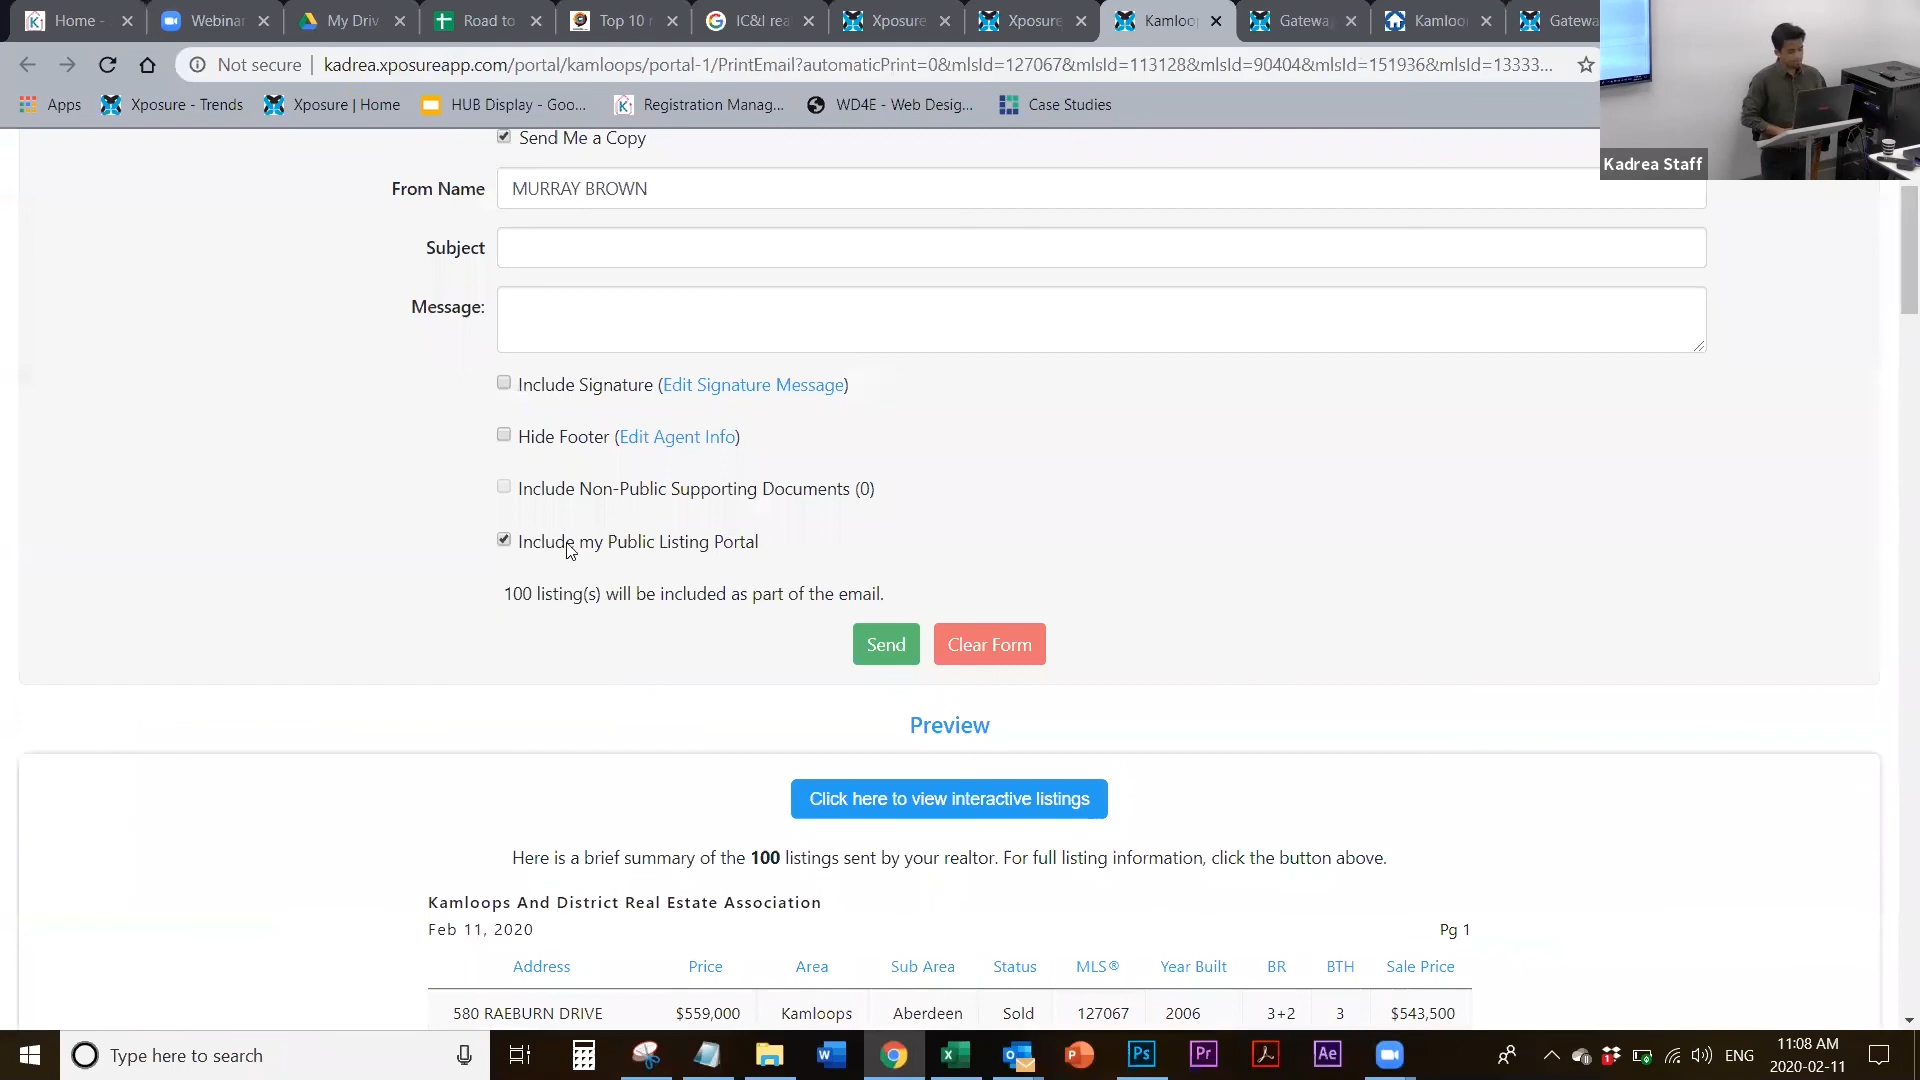 Home -
Webinar
My Driv
Road to
Top 10 r
IC&I rea
Xposure
Xposure
Kamloop
Gateway
Kamloo
Gatewa
Not secure | kadrea.xposureapp.com/portal/kamloops/portal-1/PrintEmail?automaticPrint=0&mlsId=127067&mlsId=113128&mlsId=90404&mlsId=151936&mlsId=13333...
Apps
Xposure - Trends
Xposure | Home
HUB Display - Goo...
Registration Manag...
WD4E - Web Desig...
Case Studies
Kadrea Staff
Send Me a Copy
From Name MURRAY BROWN
Subject
Message:
Include Signature (Edit Signature Message)
Hide Footer (Edit Agent Info)
Include Non-Public Supporting Documents (0)
Include my Public Listing Portal
100 listing(s) will be included as part of the email.
Send Clear Form
Preview
Click here to view interactive listings
Here is a brief summary of the 100 listings sent by your realtor. For full listing information, click the button above.
Kamloops And District Real Estate Association
Feb 11, 2020 Pg 1
Address Price Area Sub Area Status MLS® Year Built BR BTH Sale Price
580 RAEBURN DRIVE $559,000 Kamloops Aberdeen Sold 127067 2006 3+2 3 $543,500
Type here to search
ENG
11:08 AM
2020-02-11